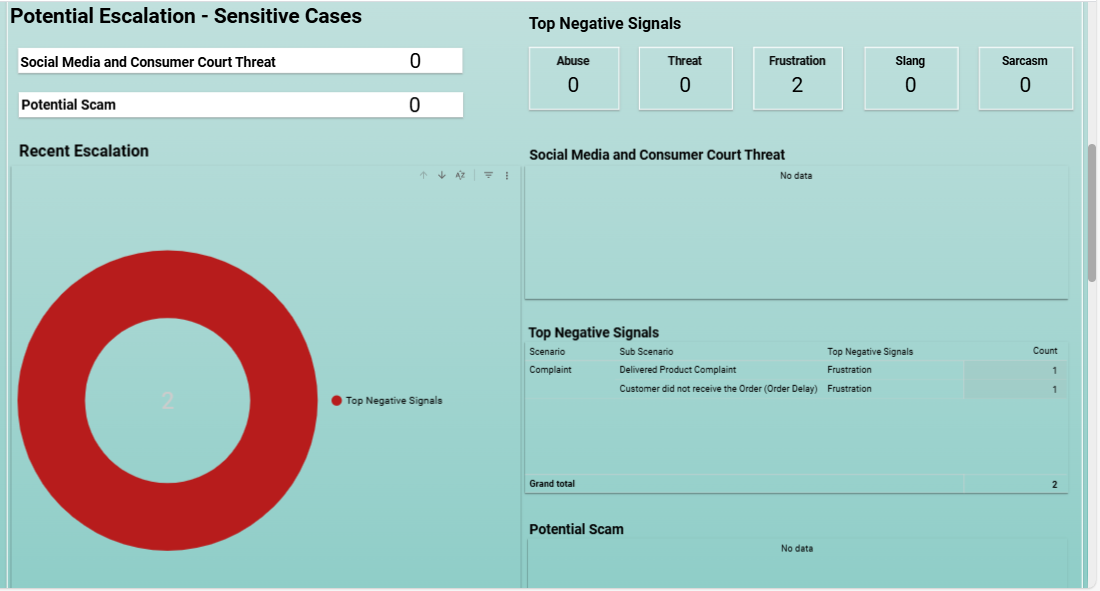 Potential Escalation - Sensitive Cases
Social Media and Consumer Court Threat 0
Potential Scam 0
Top Negative Signals
Abuse Threat Frustration Slang Sarcasm
0 0 2 0 0
Recent Escalation
2
Top Negative Signals
Social Media and Consumer Court Threat
No data
Top Negative Signals
Scenario Sub Scenario Top Negative Signals Count
Complaint Delivered Product Complaint Frustration 1
Customer did not receive the Order (Order Delay) Frustration 1
Grand total 2
Potential Scam
No data